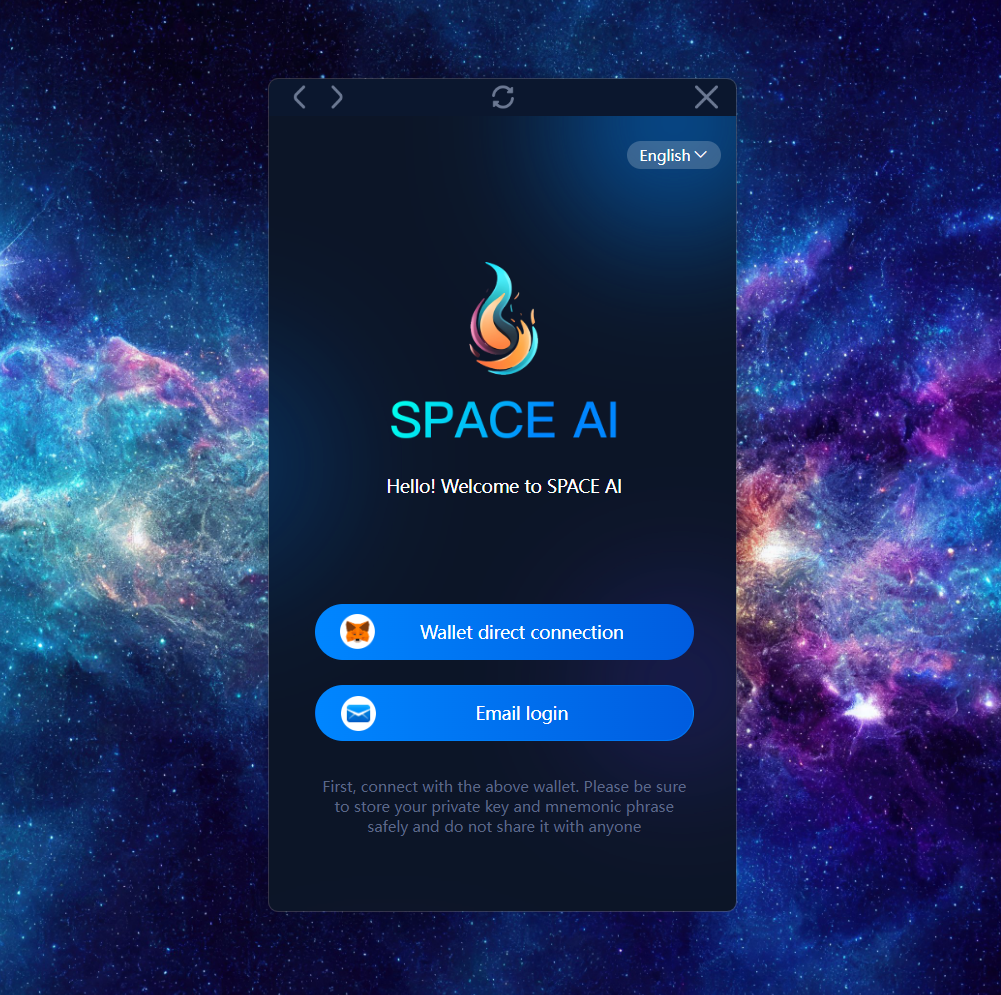 English
SPACE AI
Hello! Welcome to SPACE AI
Wallet direct connection
Email login
First, connect with the above wallet. Please be sure
to store your private key and mnemonic phrase
safely and do not share it with anyone